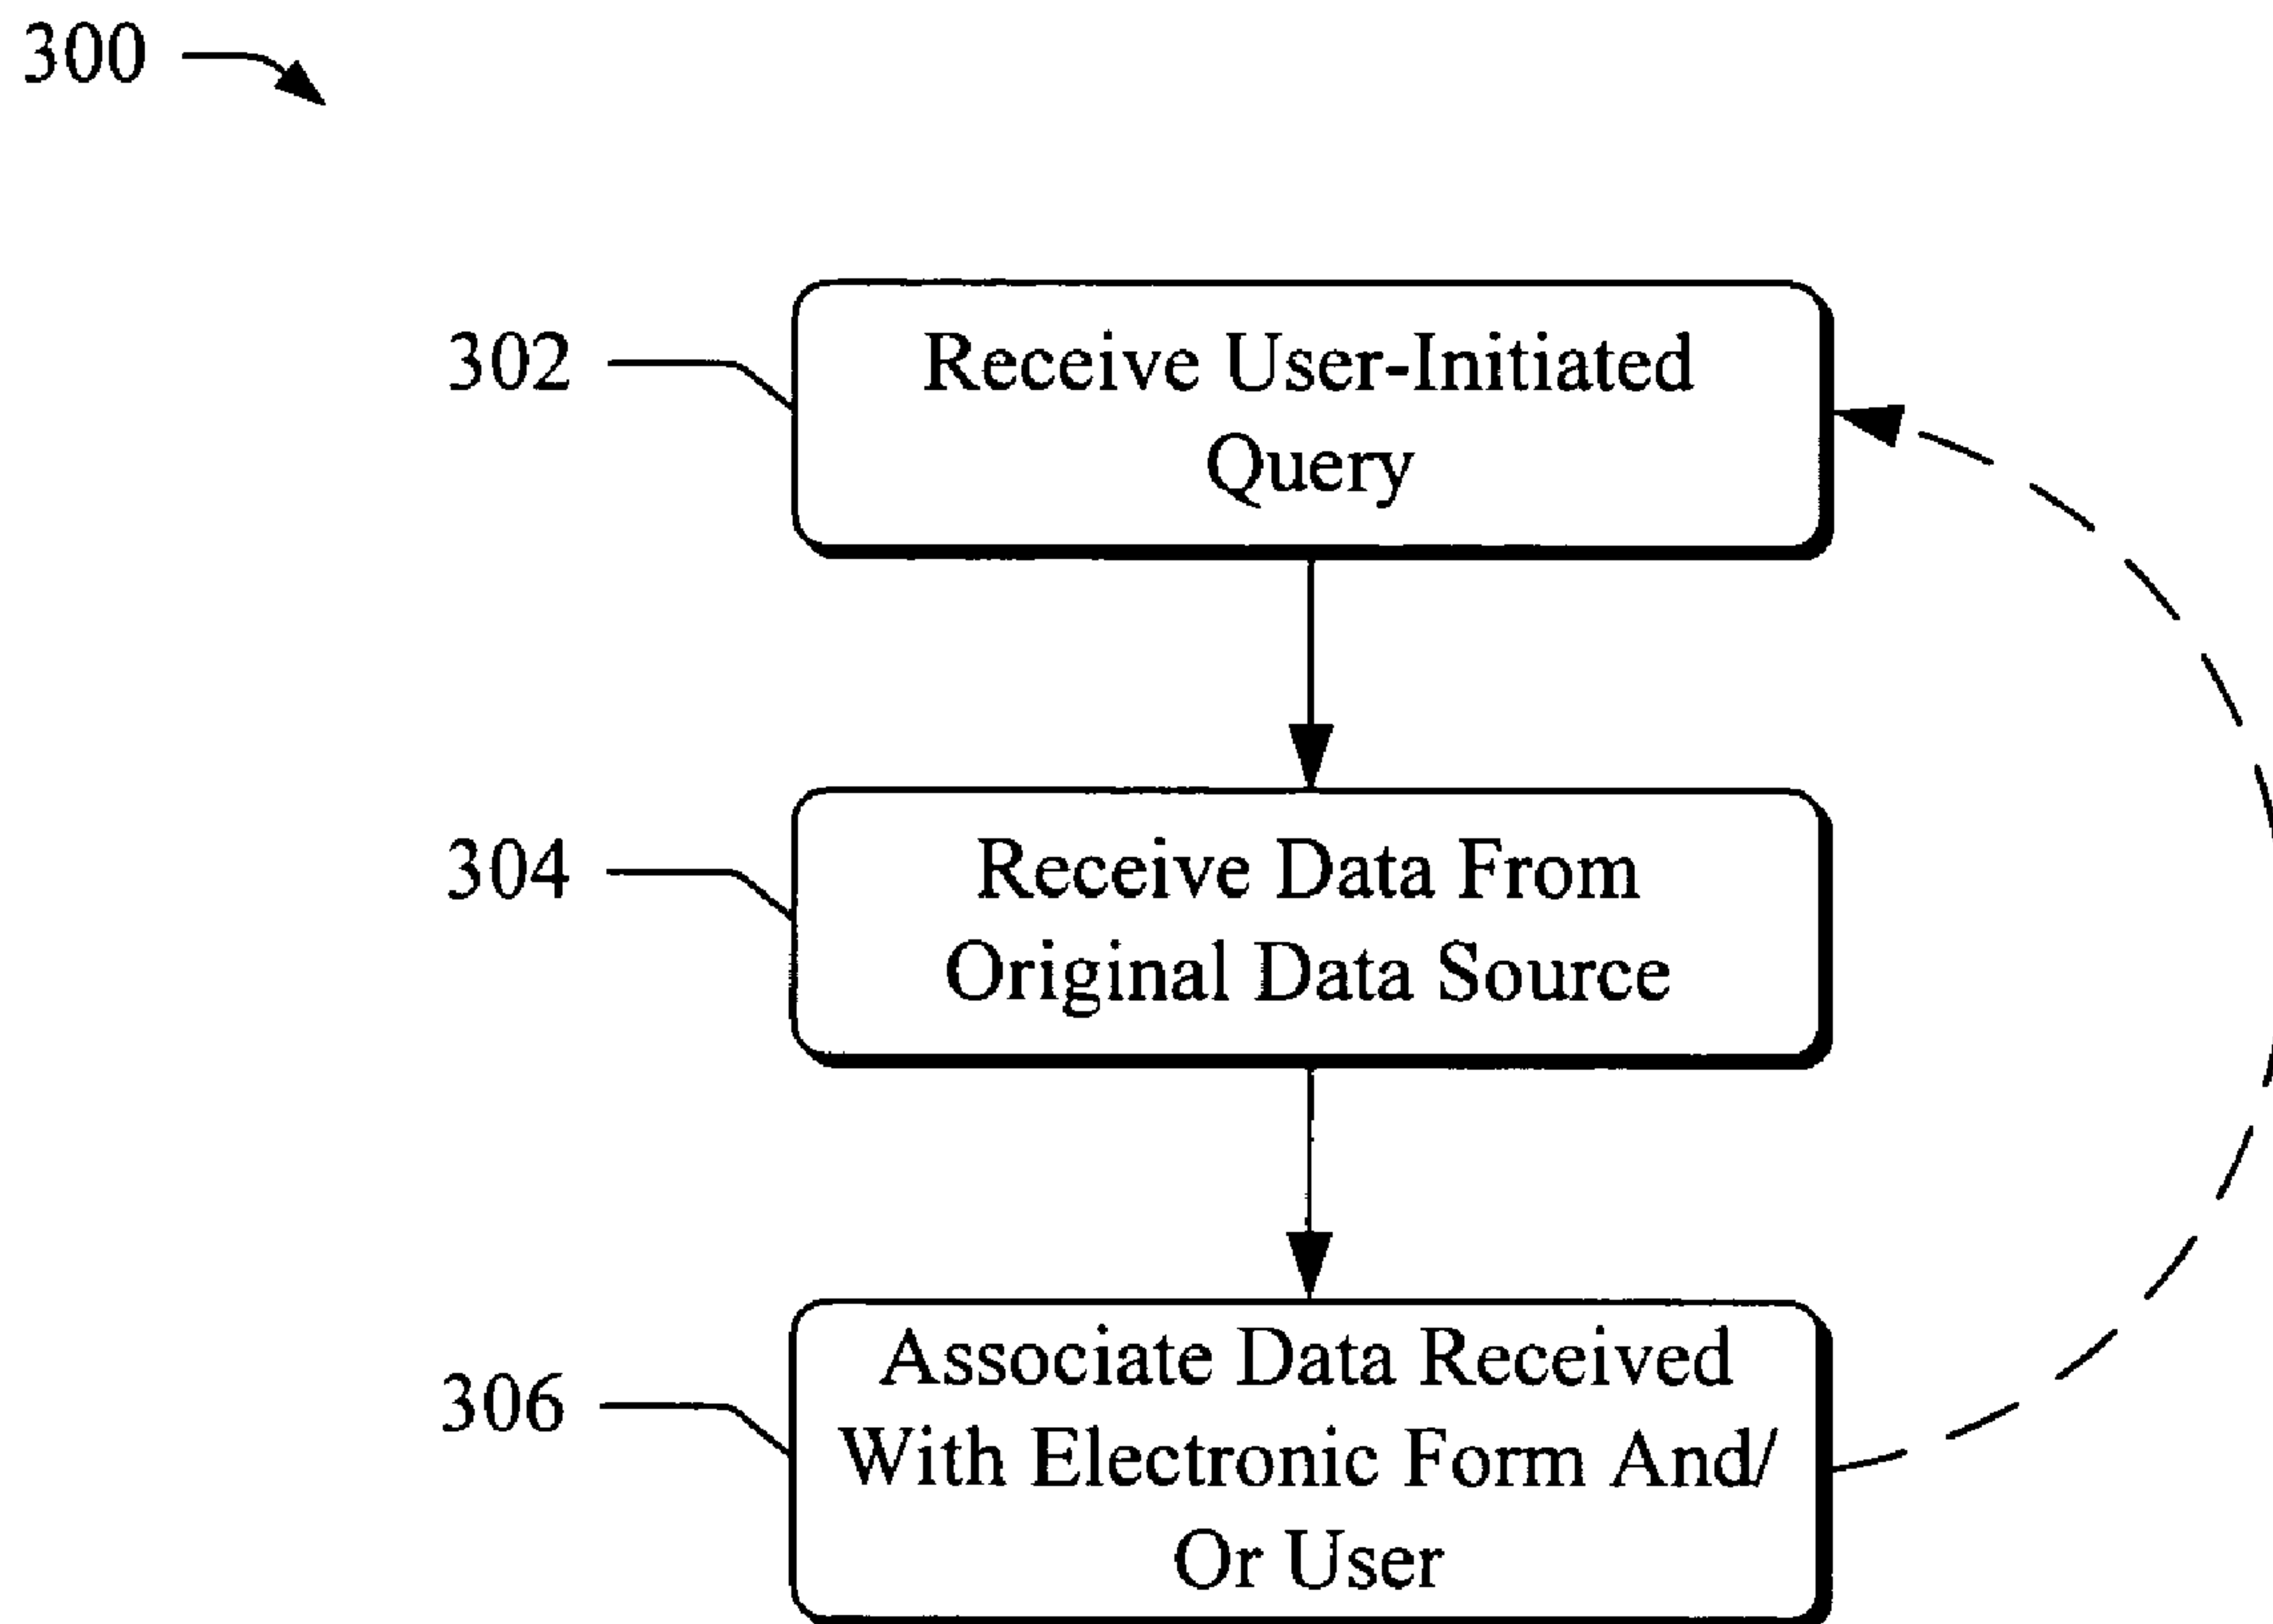 300
302
Receive User-Initiated
Query
304
Receive Data From
Original Data Source
306
Associate Data Received
With Electronic Form And/
Or User